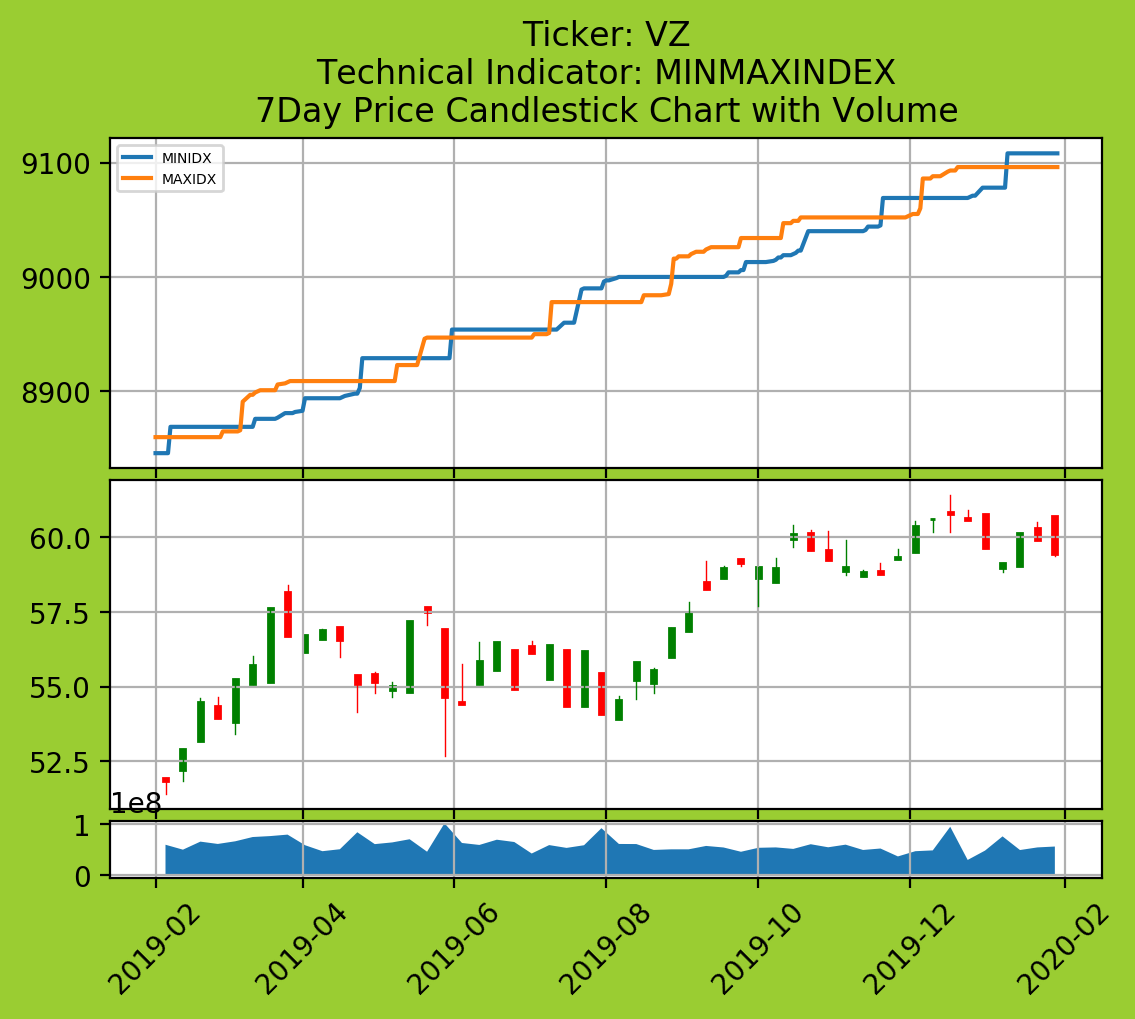 Ticker: VZ
Technical Indicator: MINMAXINDEX
7Day Price Candlestick Chart with Volume
9100
9000
8900
MINIDX
MAXIDX
60.0
57.5
55.0
52.5
1e8
1
0
2019-02
2019-04
2019-06
2019-08
2019-10
2019-12
2020-02